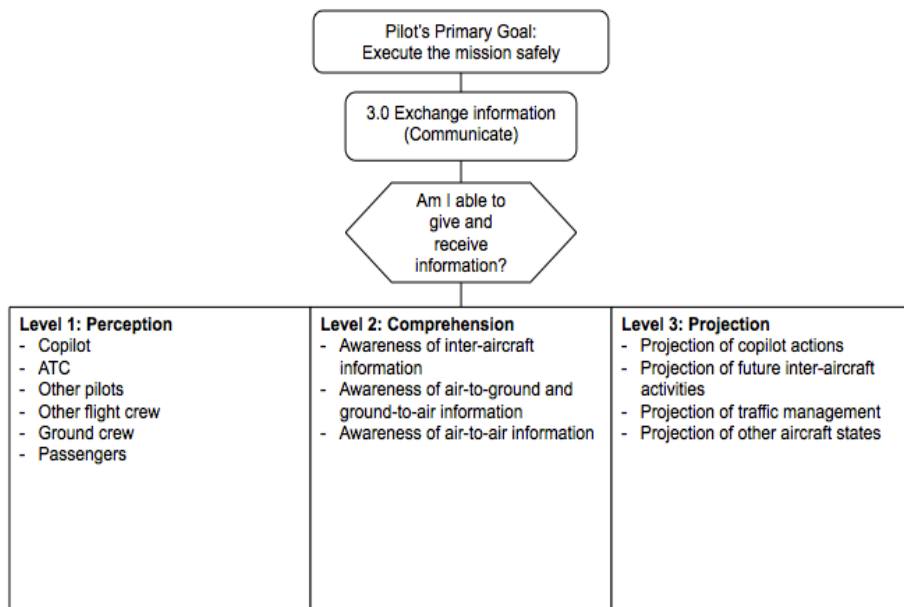 Pilot's Primary Goal:
Execute the mission safely
3.0 Exchange information
(Communicate)
Am I able to
give and
receive
information?
Level 1: Perception
- Copilot
- ATC
- Other pilots
- Other flight crew
- Ground crew
- Passengers
Level 2: Comprehension
- Awareness of inter-aircraft
information
- Awareness of air-to-ground and
ground-to-air information
- Awareness of air-to-air information
Level 3: Projection
- Projection of copilot actions
- Projection of future inter-aircraft
activities
- Projection of traffic management
- Projection of other aircraft states